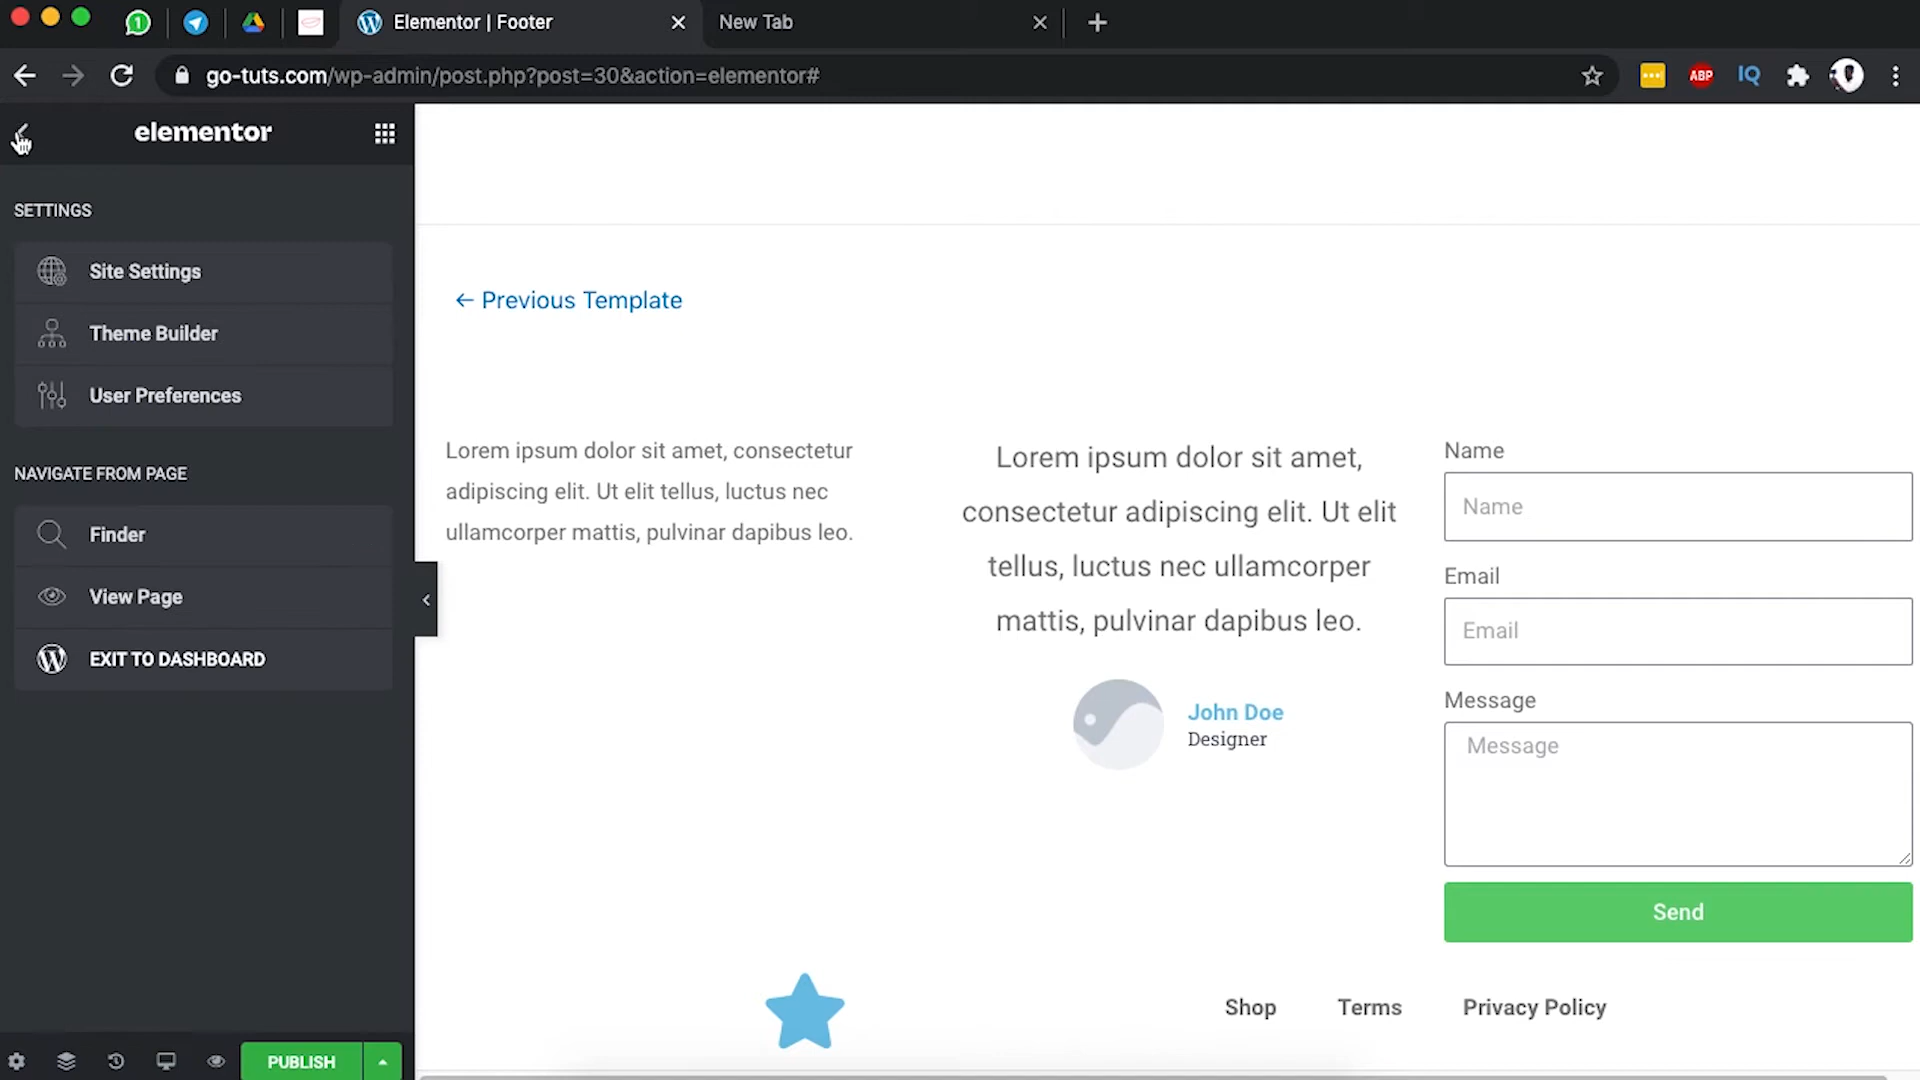 1
Elementor | Footer
New Tab
go-tuts.com/wp-admin/post.php?post=30&action=elementor#
ABP
IQ
elementor
SETTINGS
Site Settings
Theme Builder
User Preferences
NAVIGATE FROM PAGE
Finder
View Page
EXIT TO DASHBOARD
PUBLISH
← Previous Template
Lorem ipsum dolor sit amet, consectetur
adipiscing elit. Ut elit tellus, luctus nec
ullamcorper mattis, pulvinar dapibus leo.
Lorem ipsum dolor sit amet,
consectetur adipiscing elit. Ut elit
tellus, luctus nec ullamcorper
mattis, pulvinar dapibus leo.
John Doe
Designer
Name
Name
Email
Email
Message
Message
Send
Shop
Terms
Privacy Policy